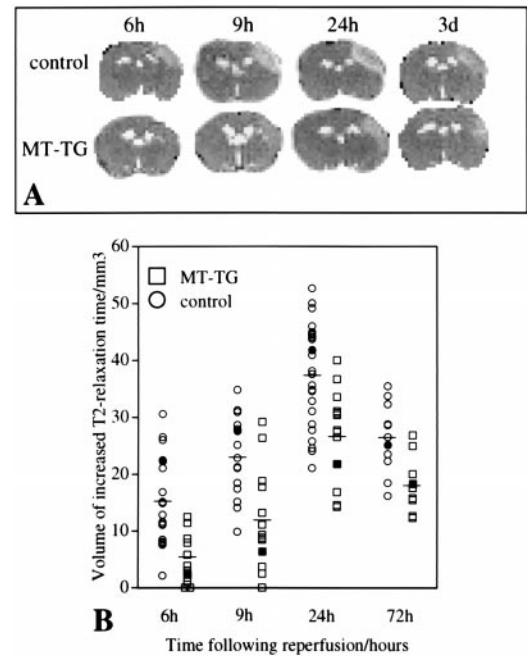 6h 9h 24h 3d
control
MT-TG
A
60
50
40
30
20
10
0
Volume of increased T2-relaxation time/mm3
MT-TG
control
6h 9h 24h 72h
B
Time following reperfusion/hours